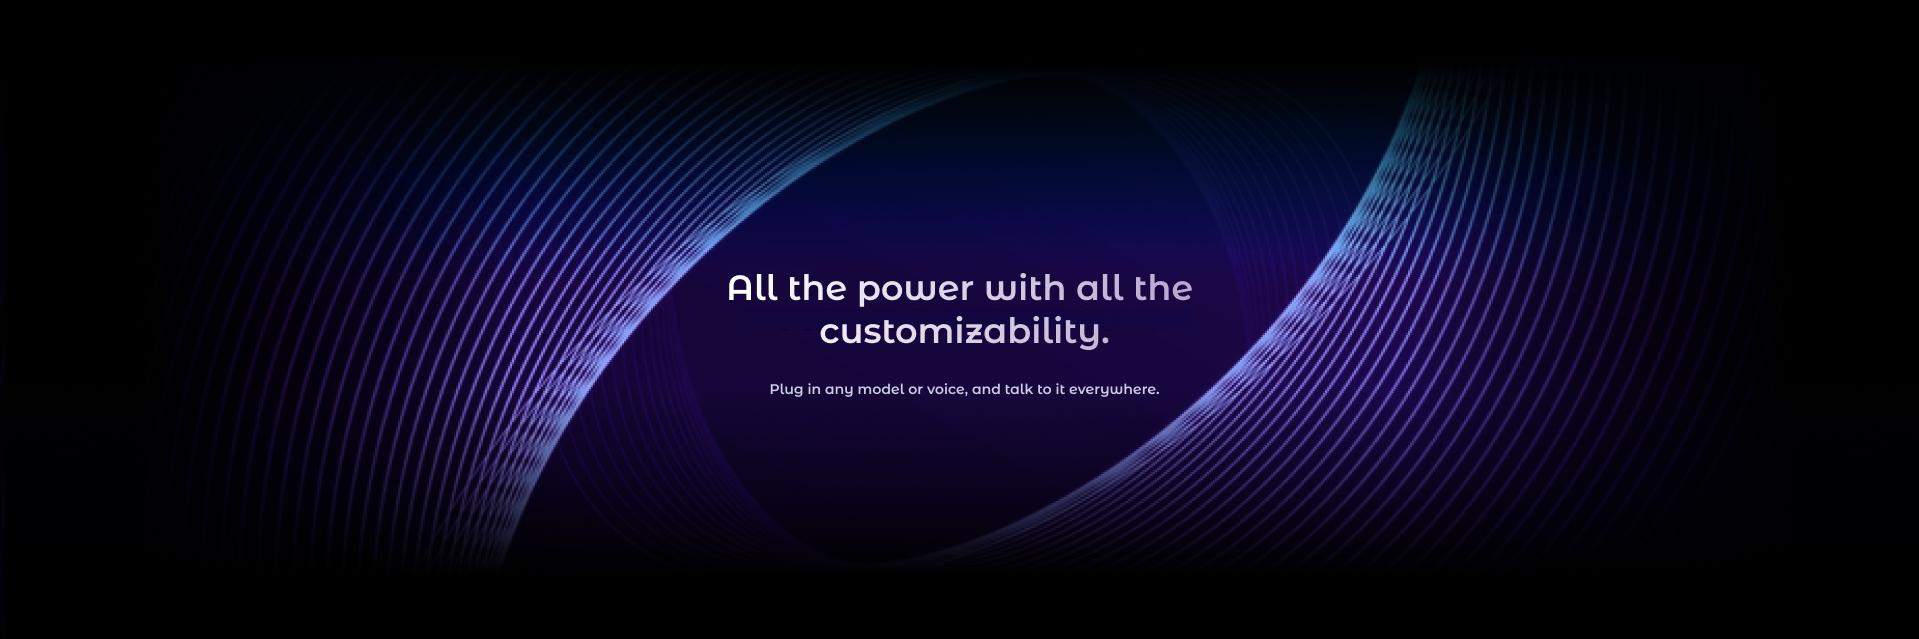 All the power with all the
customizability.
Plug in any model or voice, and talk to it everywhere.